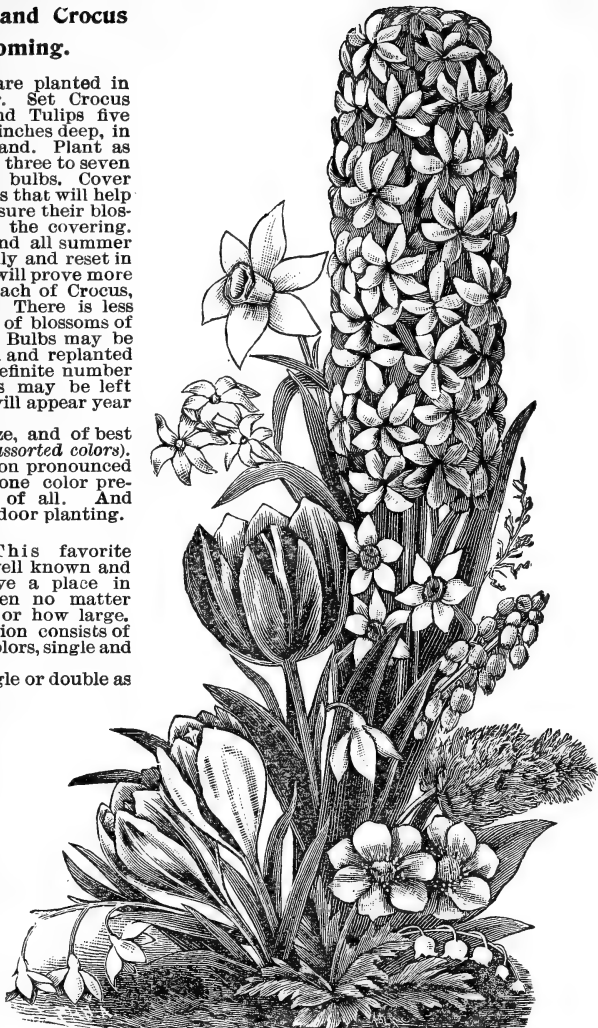 and Crocus
oming.
are planted in
r. Set Crocus
nd Tulips five
inches deep, in
and. Plant as
three to seven
bulbs. Cover
s that will help
sure their blos-
the covering.
nd all summer
ly and reset in
will prove more
ach of Crocus,
There is less
of blossoms of
Bulbs may be
and replanted
efinite number
s may be left
vill appear year
ze, and of best
assorted colors).
on pronounced
one color pre-
of all. And
door planting.
This favorite
vell known and
ve a place in
en no matter
or how large.
ion consists of
olors, single and
gle or double as